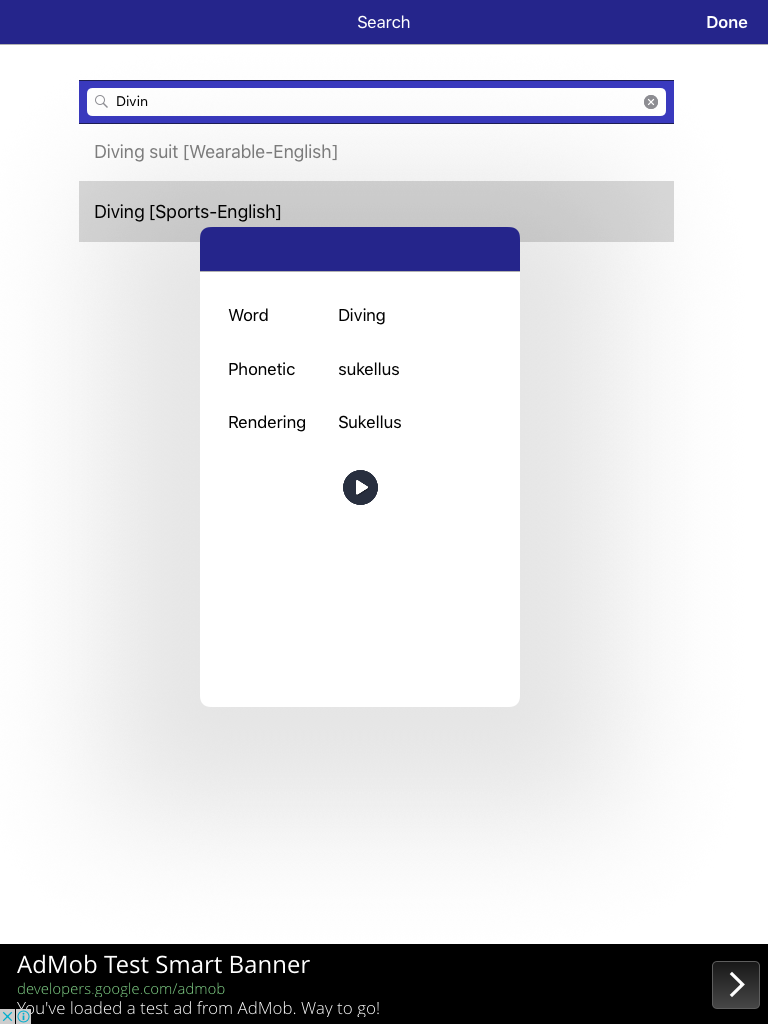 Search
Done
Divin
Diving suit [Wearable-English]
Diving [Sports-English]
Word Diving
Phonetic sukellus
Rendering Sukellus
AdMob Test Smart Banner
developers.google.com/admob
You've loaded a test ad from AdMob. Way to go!